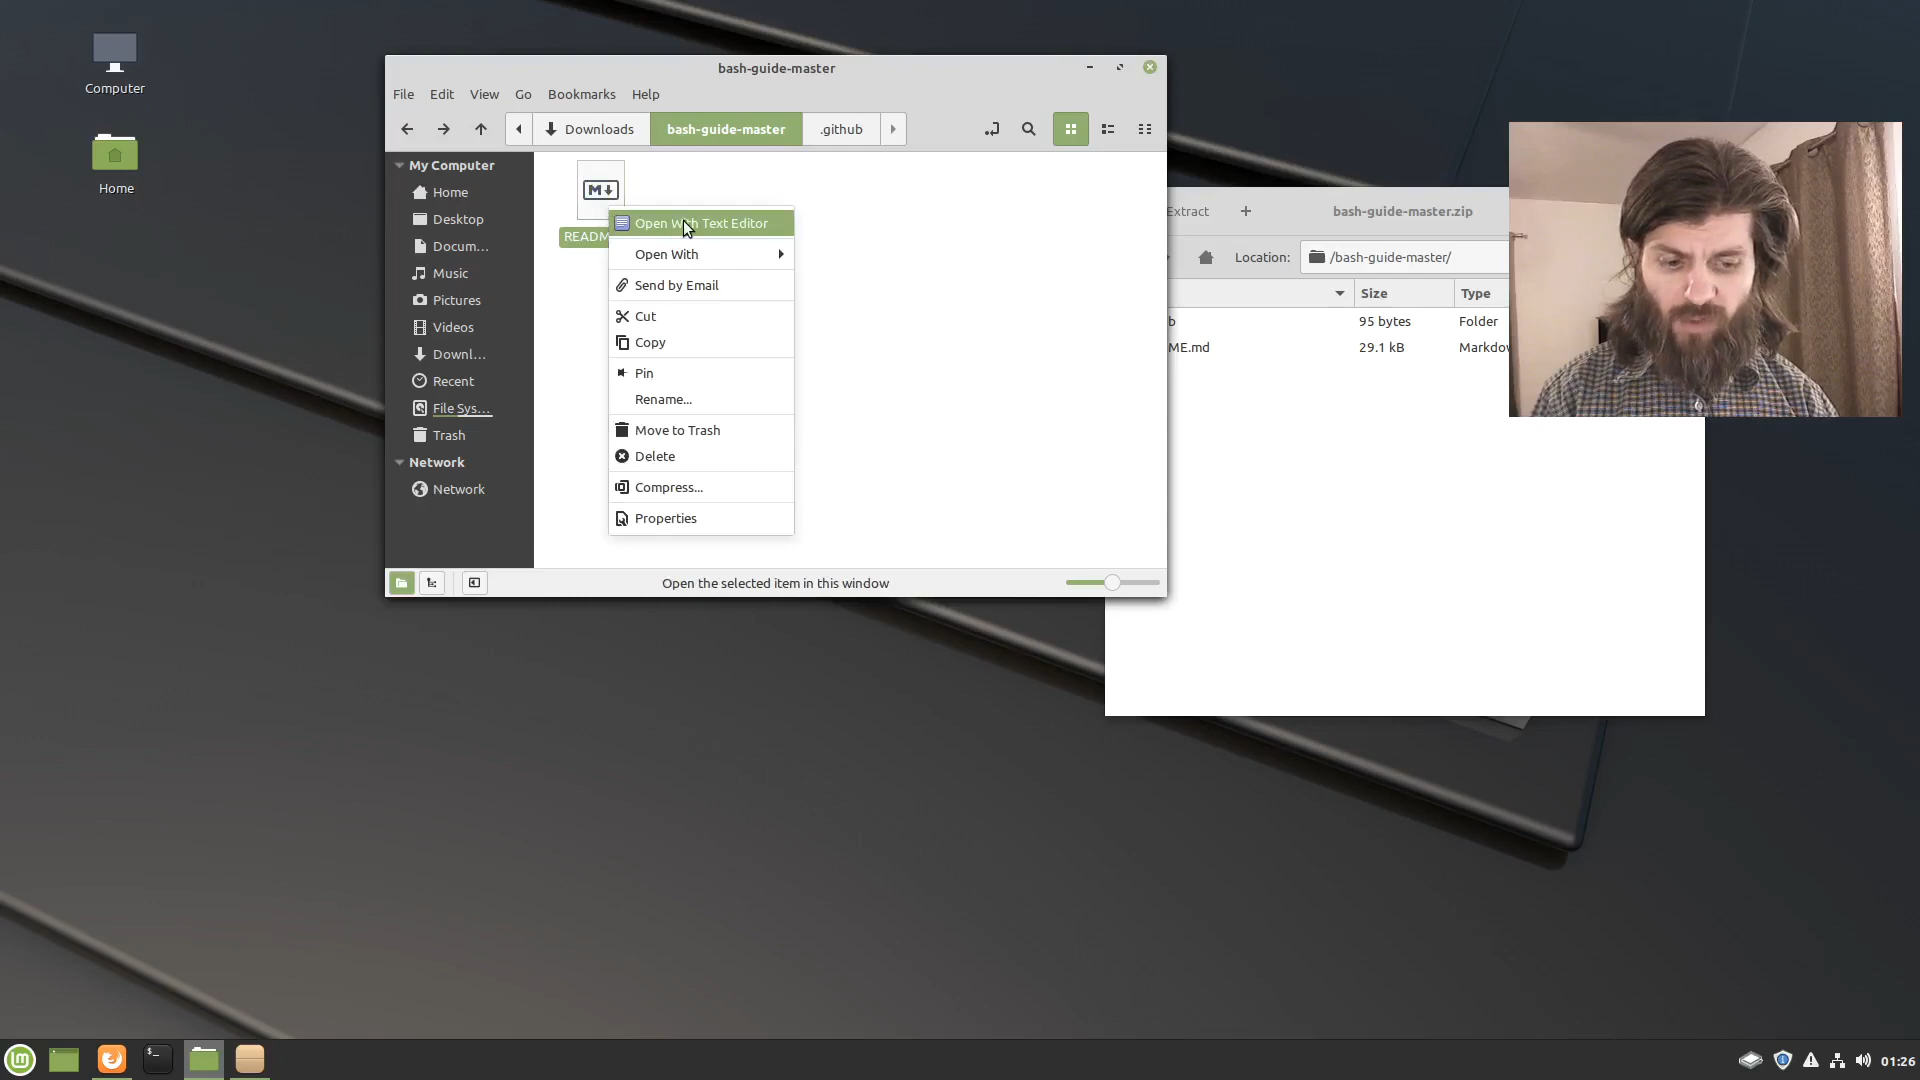 Computer
Home
bash-guide-master
File Edit View Go Bookmarks Help
Downloads bash-guide-master .github
My Computer
Home
Desktop
Docum...
Music
Pictures
Videos
Downl...
Recent
File Sys...
Trash
Network
Network
M
READM
Open With Text Editor
Open With
Send by Email
Cut
Copy
Pin
Rename...
Move to Trash
Delete
Compress...
Properties
Open the selected item in this window
Extract + bash-guide-master.zip
Location: /bash-guide-master/
Size Type
b 95 bytes Folder
ME.md 29.1 kB Markdov
$_
01:26